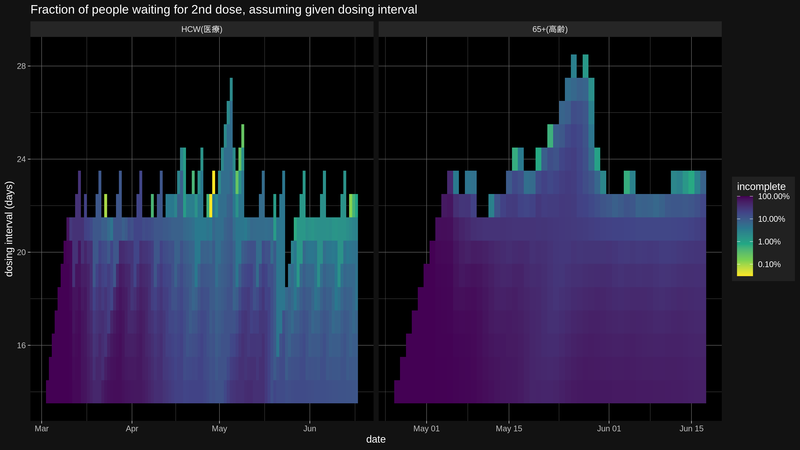 Fraction of people waiting for 2nd dose, assuming given dosing interval
HCW(医療)
65+(高齢)
dosing interval (days)
28
24
20
16
Mar
Apr
May
Jun
May 01
May 15
Jun 01
Jun 15
date
incomplete
100.00%
10.00%
1.00%
0.10%